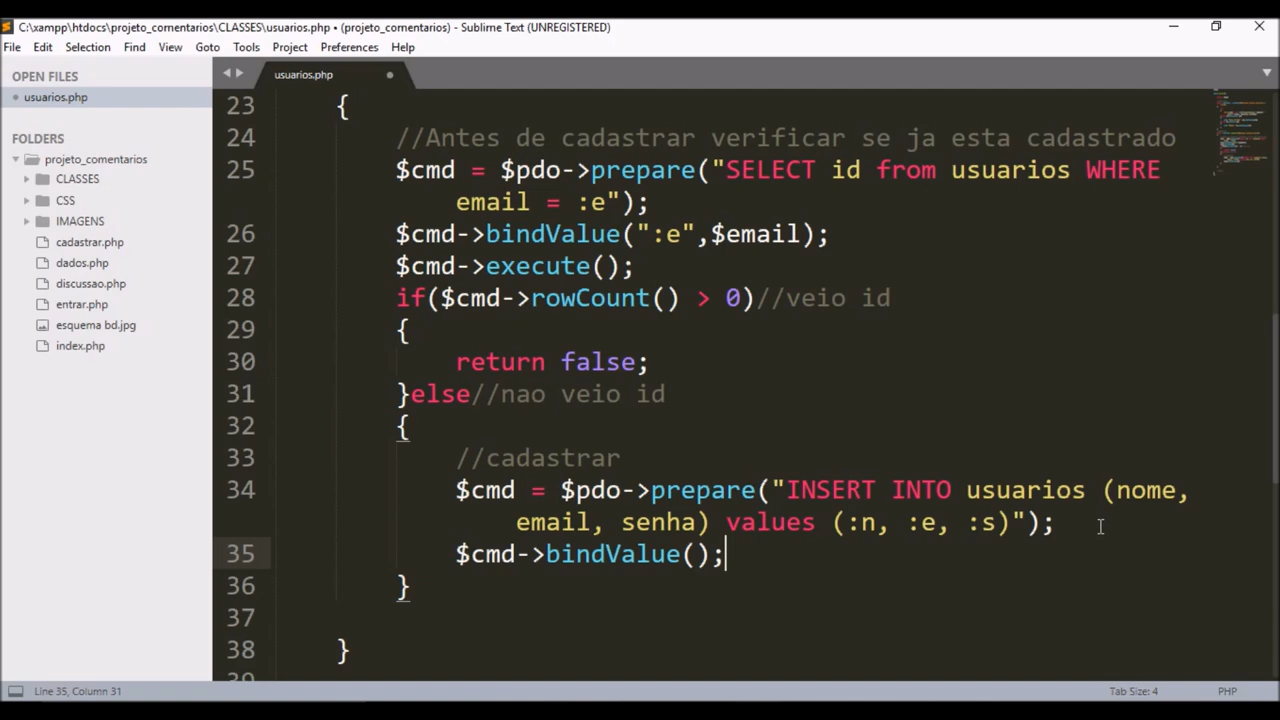 C:\xampp\htdocs\projeto_comentarios\CLASSES\usuarios.php • (projeto_comentarios) - Sublime Text (UNREGISTERED)
File Edit Selection Find View Goto Tools Project Preferences Help
OPEN FILES
usuarios.php
FOLDERS
projeto_comentarios
CLASSES
CSS
IMAGENS
cadastrar.php
dados.php
discussao.php
entrar.php
esquema bd.jpg
index.php
usuarios.php
23 {
24 //Antes de cadastrar verificar se ja esta cadastrado
25 $cmd = $pdo->prepare("SELECT id from usuarios WHERE
email = :e");
26 $cmd->bindValue(":e",$email);
27 $cmd->execute();
28 if($cmd->rowCount() > 0)//veio id
29 {
30 return false;
31 }else//nao veio id
32 {
33 //cadastrar
34 $cmd = $pdo->prepare("INSERT INTO usuarios (nome,
email, senha) values (:n, :e, :s)");
35 $cmd->bindValue();
36 }
37
38 }
39
Line 35, Column 31 Tab Size: 4 PHP